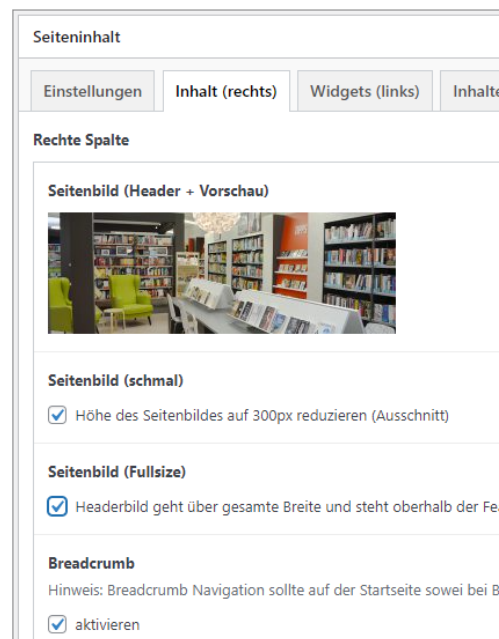 Seiteninhalt
Einstellungen Inhalt (rechts) Widgets (links) Inhalte
Rechte Spalte
Seitenbild (Header + Vorschau)
Seitenbild (schmal)
Höhe des Seitenbildes auf 300px reduzieren (Ausschnitt)
Seitenbild (Fullsize)
Headerbild geht über gesamte Breite und steht oberhalb der Fe
Breadcrumb
Hinweis: Breadcrumb Navigation sollte auf der Startseite sowei bei B
aktivieren